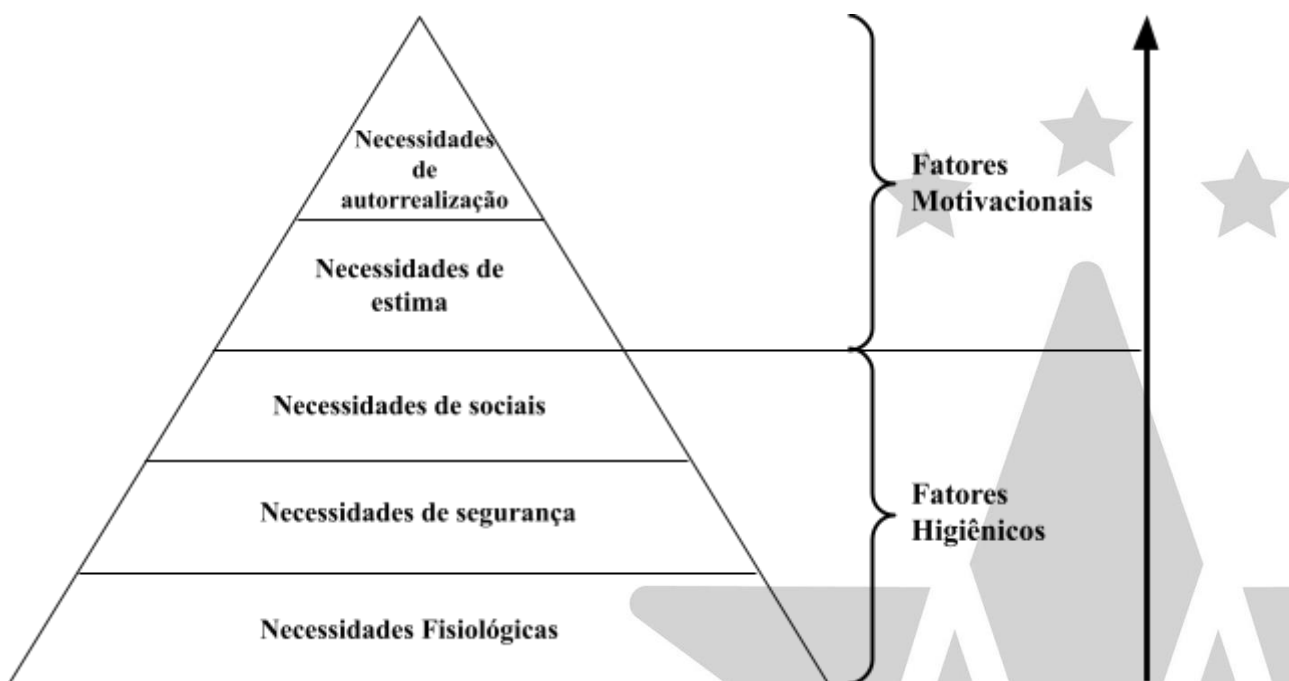 Necessidades
de
autorrealização
Fatores
Motivacionais
Necessidades de
estima
Necessidades de sociais
Necessidades de segurança
Fatores
Higiênicos
Necessidades Fisiológicas